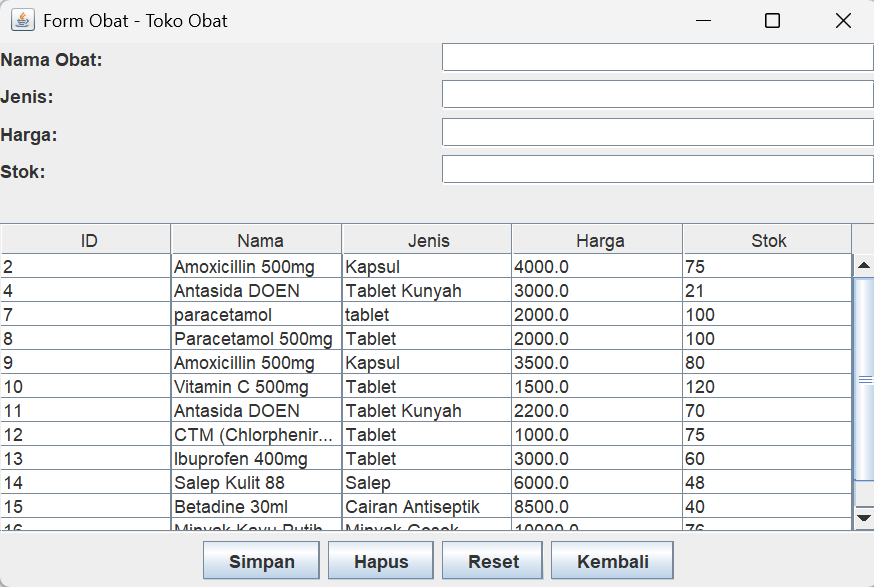 Form Obat - Toko Obat
Nama Obat:
Jenis:
Harga:
Stok:
ID Nama Jenis Harga Stok
2 Amoxicillin 500mg Kapsul 4000.0 75
4 Antasida DOEN Tablet Kunyah 3000.0 21
7 paracetamol tablet 2000.0 100
8 Paracetamol 500mg Tablet 2000.0 100
9 Amoxicillin 500mg Kapsul 3500.0 80
10 Vitamin C 500mg Tablet 1500.0 120
11 Antasida DOEN Tablet Kunyah 2200.0 70
12 CTM (Chlorphenir... Tablet 1000.0 75
13 Ibuprofen 400mg Tablet 3000.0 60
14 Salep Kulit 88 Salep 6000.0 48
15 Betadine 30ml Cairan Antiseptik 8500.0 40
16 Minyak Kayu Putih Minyak Gosok 10000.0 76
Simpan Hapus Reset Kembali